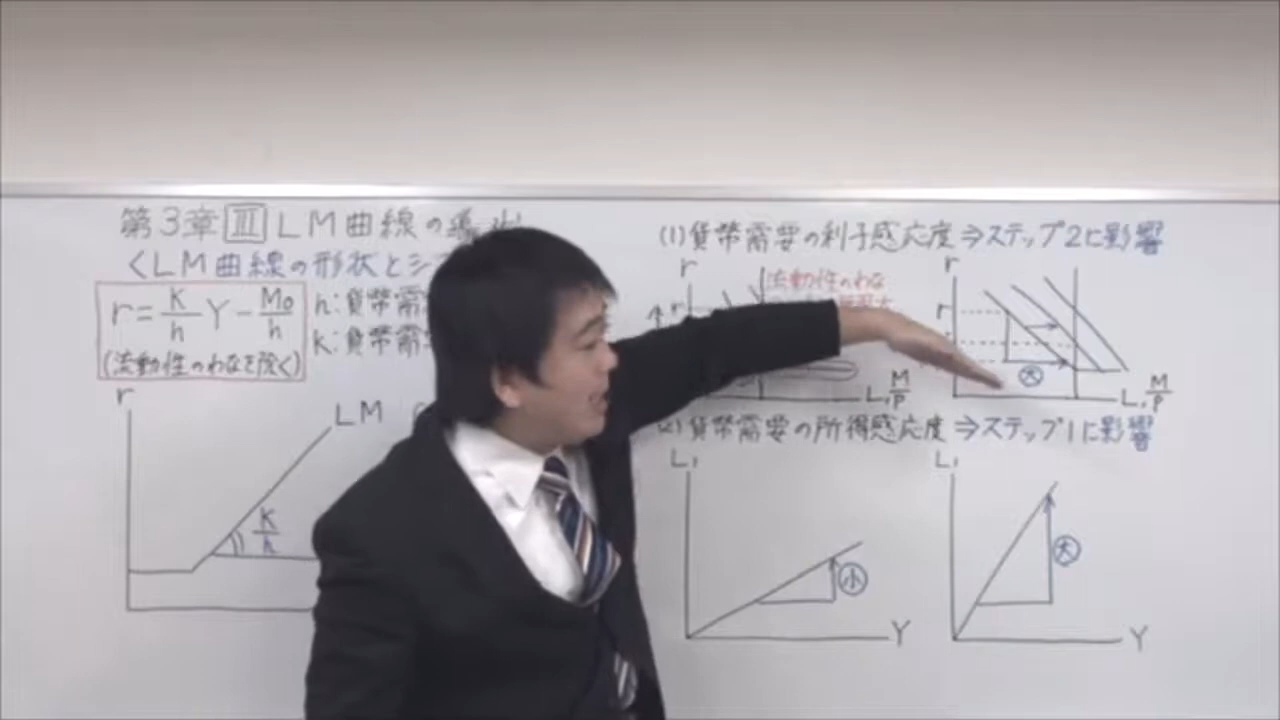 第3章 III LM曲線の導出
<LM曲線の形状とシ
r = K/h Y − M0/h
(流動性のわなを除く)
h:貨幣需
k:貨幣需
r
LM
K/h
(1)貨幣需要の利子感応度⇒ステップ2に影響
r
流動性のわな
r
L, M/P
r
r
大
L, M/P
(2)貨幣需要の所得感応度⇒ステップ1に影響
L1
小
Y
L1
大
Y